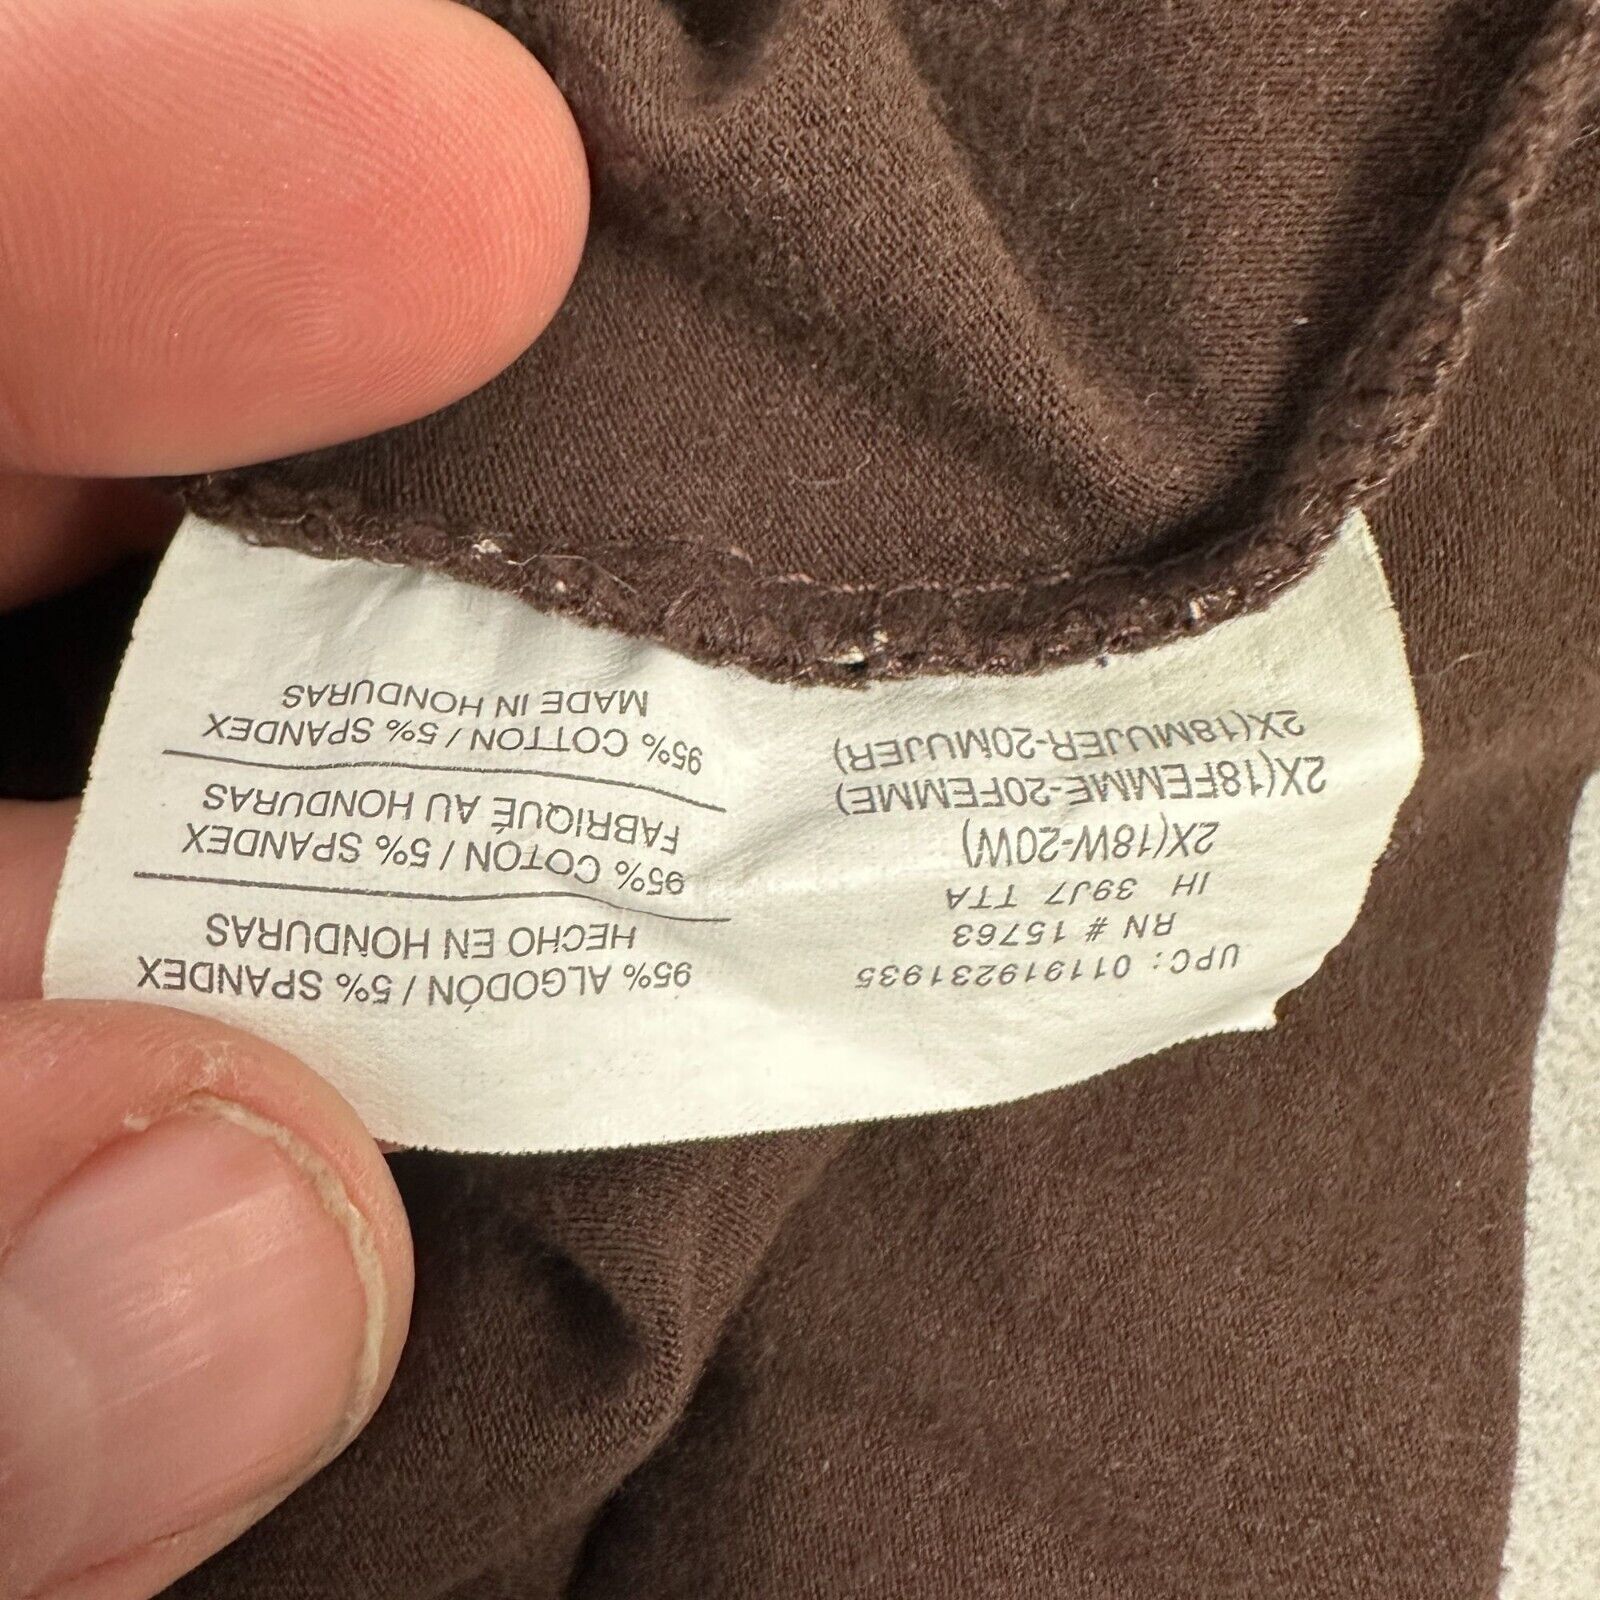 UPC: 011919231935
RN # 15763
IH 39J7 TTA
2X(18W-20W)
2X(18FEMME-20FEMME)
2X(18MUJER-20MUJER)
95% ALGODÓN / 5% SPANDEX
HECHO EN HONDURAS
95% COTON / 5% SPANDEX
FABRIQUÉ AU HONDURAS
95% COTTON / 5% SPANDEX
MADE IN HONDURAS